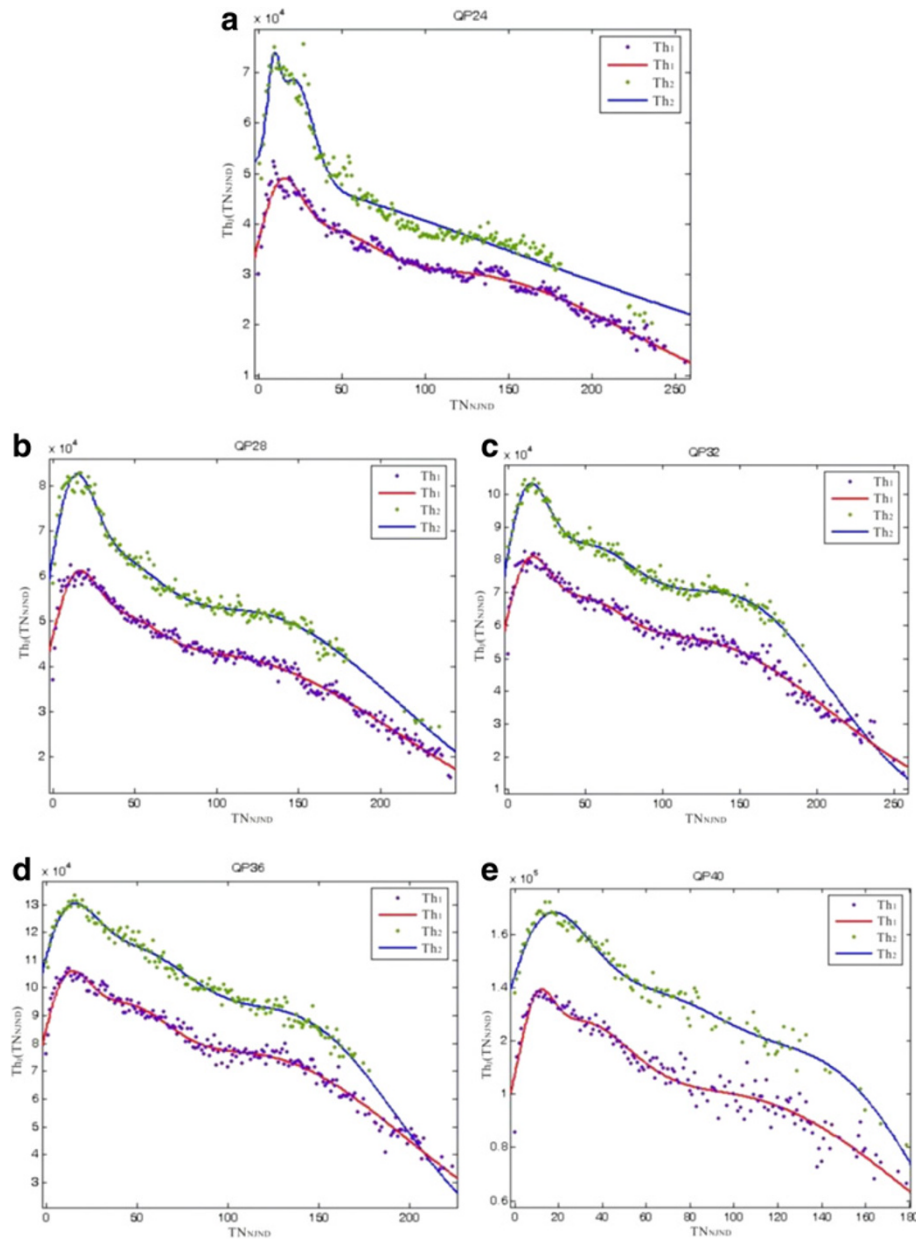 a
QP24
x 10⁴
Th₁
Th₁
Th₂
Th₂
7
6
5
4
3
2
1
Thⱼ(TN_NJND)
0 50 100 150 200 250
TN_NJND
b
QP28
x 10⁴
Th₁
Th₁
Th₂
Th₂
8
7
6
5
4
3
2
Thⱼ(TN_NJND)
0 50 100 150 200
TN_NJND
c
QP32
x 10⁴
Th₁
Th₁
Th₂
Th₂
10
9
8
7
6
5
4
3
2
1
Thⱼ(TN_NJND)
0 50 100 150 200 250
TN_NJND
d
QP36
x 10⁴
Th₁
Th₁
Th₂
Th₂
13
12
11
10
9
8
7
6
5
4
3
Thⱼ(TN_NJND)
0 50 100 150 200
TN_NJND
e
QP40
x 10⁵
Th₁
Th₁
Th₂
Th₂
1.6
1.4
1.2
1
0.8
0.6
Thⱼ(TN_NJND)
0 20 40 60 80 100 120 140 160 180
TN_NJND